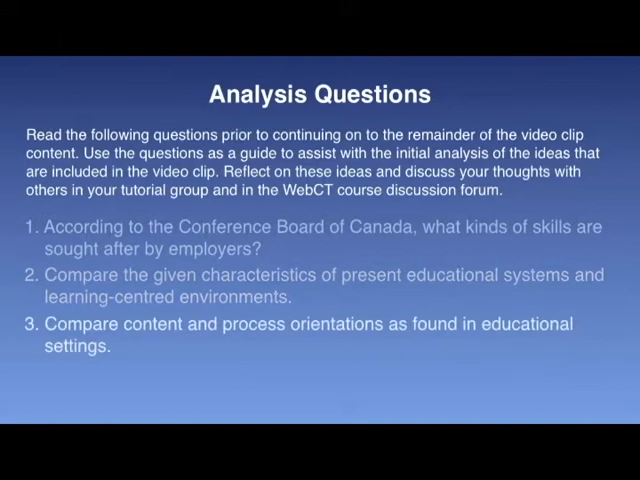 Analysis Questions
Read the following questions prior to continuing on to the remainder of the video clip
content. Use the questions as a guide to assist with the initial analysis of the ideas that
are included in the video clip. Reflect on these ideas and discuss your thoughts with
others in your tutorial group and in the WebCT course discussion forum.
1. According to the Conference Board of Canada, what kinds of skills are
sought after by employers?
2. Compare the given characteristics of present educational systems and
learning-centred environments.
3. Compare content and process orientations as found in educational
settings.